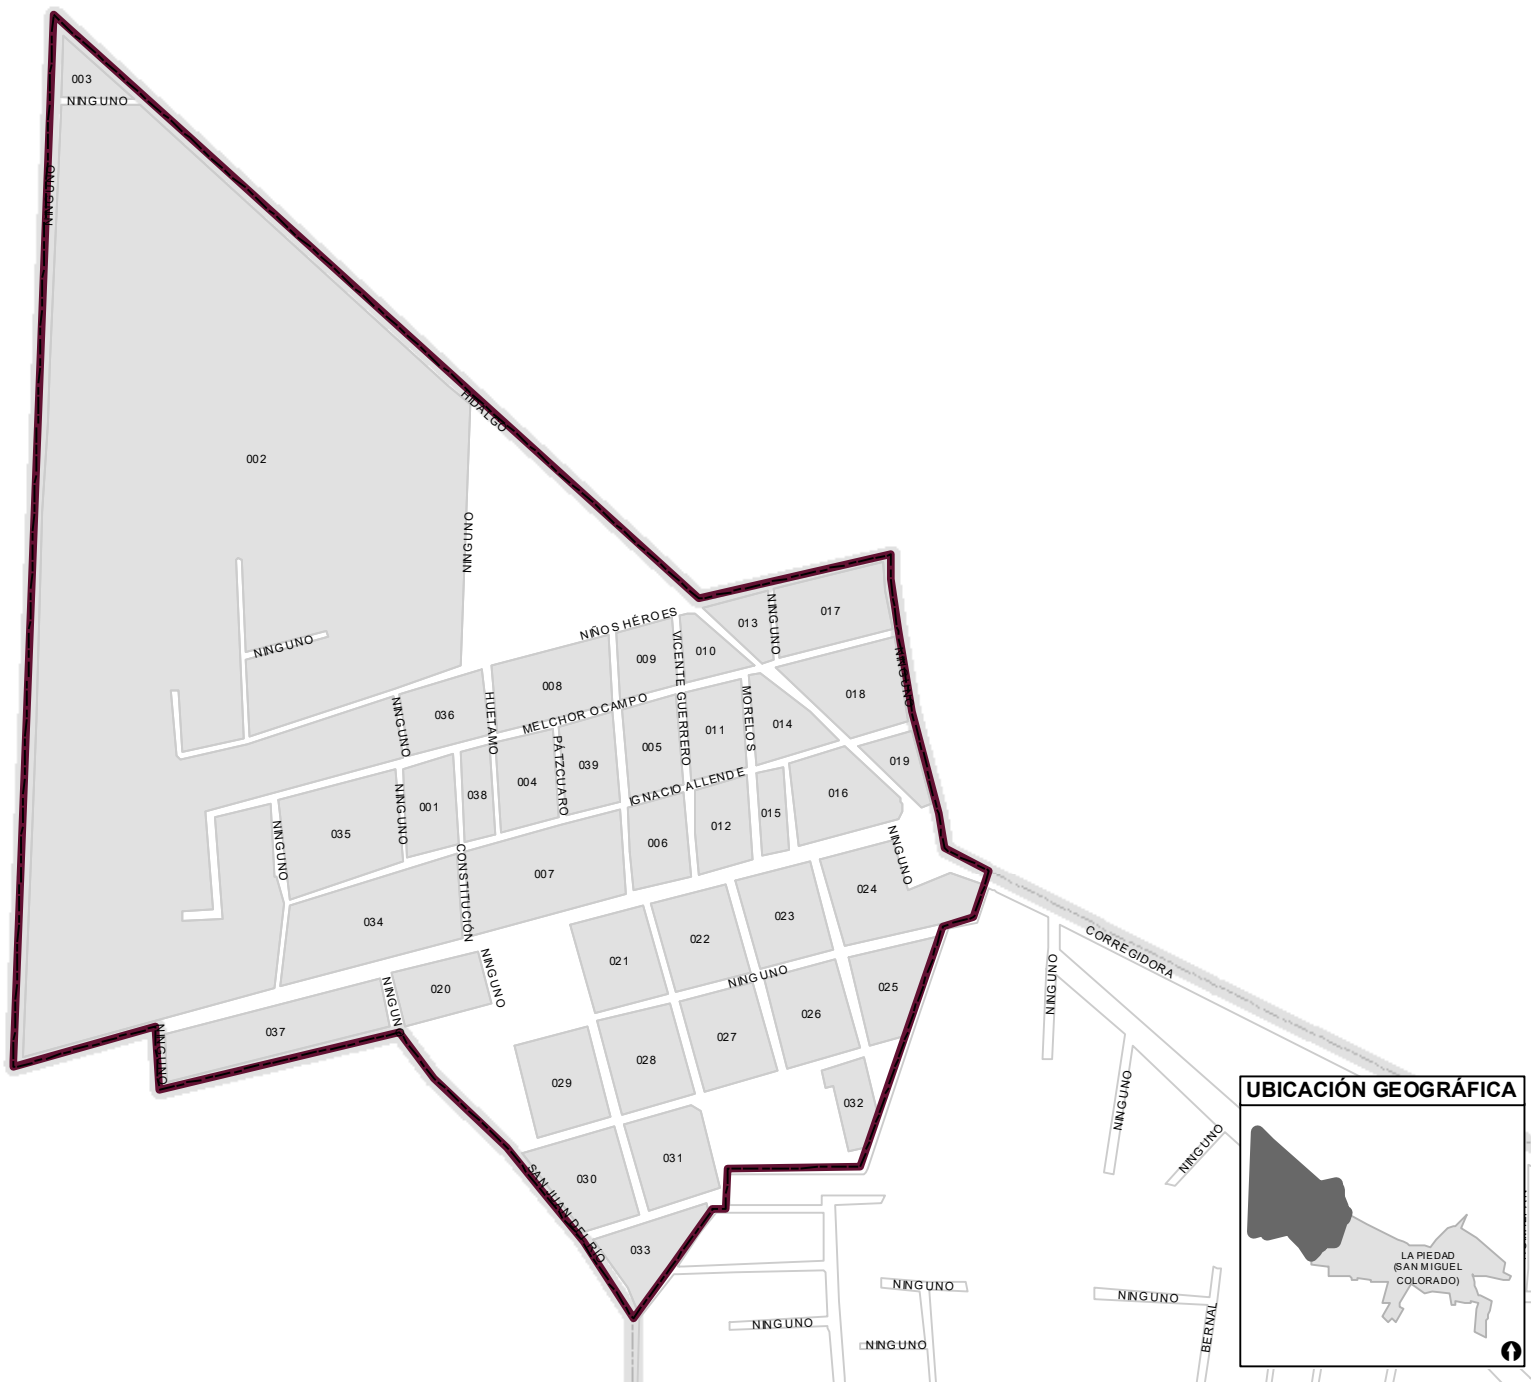 003
NINGUNO
NINGUNO
HIDALGO
002
NINGUNO
NINGUNO
NIÑOS HÉROES
013
NINGUNO
017
009
VICENTE GUERRERO
010
NINGUNO
008
036
HUETAMO
NINGUNO
MELCHOR OCAMPO
MORELOS
018
014
011
005
PÁTZCUARO
039
019
004
038
001
NINGUNO
IGNACIO ALLENDE
016
015
012
035
NINGUNO
006
NINGUNO
CONSTITUCIÓN
007
024
034
023
022
CORREGIDORA
021
NINGUNO
NINGUNO
NINGUNO
020
NINGUN
NINGUNO
025
026
037
NINGUNO
027
028
029
032
NINGUNO
NINGUNO
031
030
SAN JUAN DEL RÍO
033
NINGUNO
NINGUNO
NINGUNO
NINGUNO
BERNAL
UBICACIÓN GEOGRÁFICA
LA PIEDAD
(SAN MIGUEL
COLORADO)